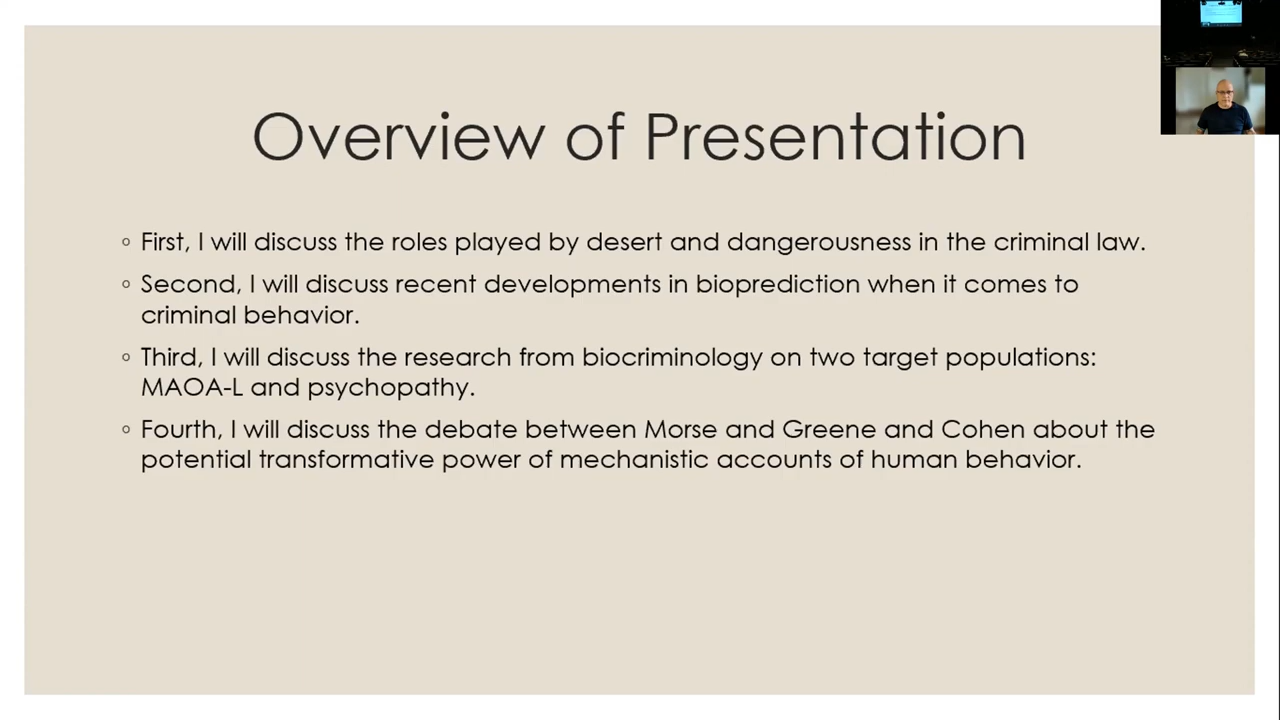 Overview of Presentation
◦ First, I will discuss the roles played by desert and dangerousness in the criminal law.
◦ Second, I will discuss recent developments in bioprediction when it comes to
criminal behavior.
◦ Third, I will discuss the research from biocriminology on two target populations:
MAOA-L and psychopathy.
◦ Fourth, I will discuss the debate between Morse and Greene and Cohen about the
potential transformative power of mechanistic accounts of human behavior.